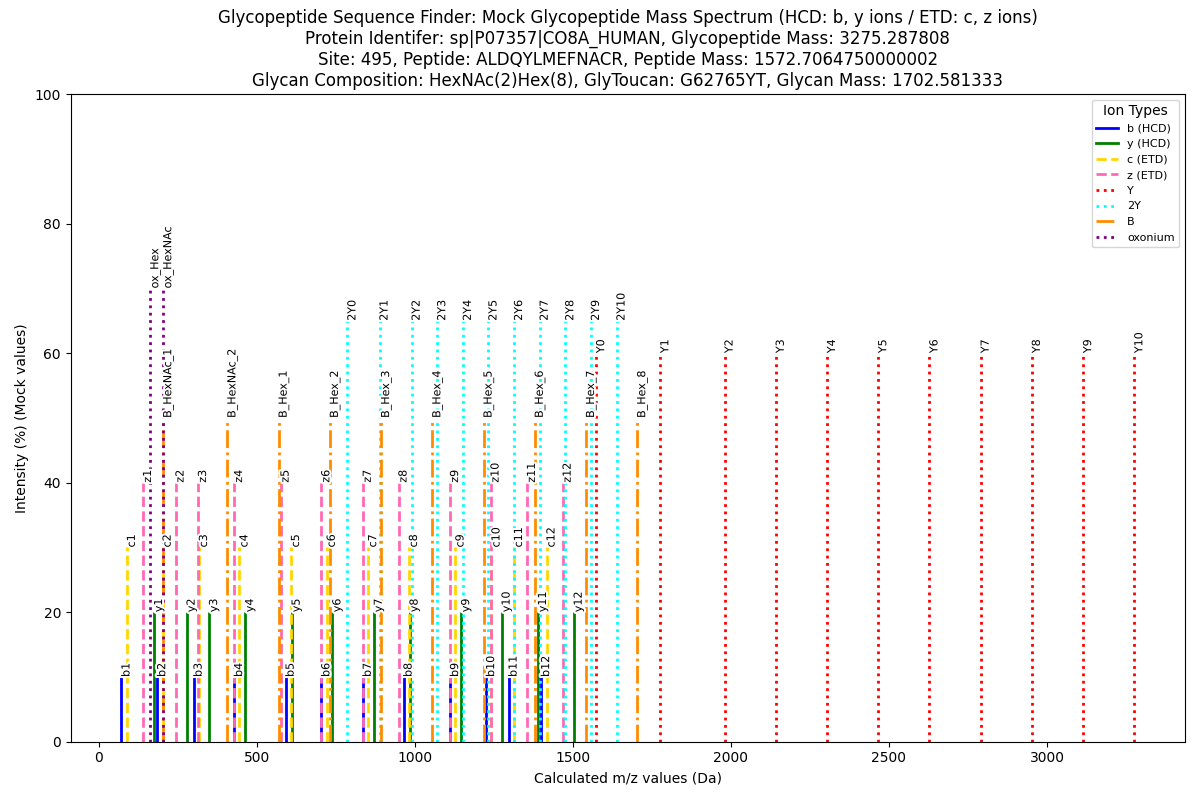 Glycopeptide Sequence Finder: Mock Glycopeptide Mass Spectrum (HCD: b, y ions / ETD: c, z ions)
Protein Identifer: sp|P07357|CO8A_HUMAN, Glycopeptide Mass: 3275.287808
Site: 495, Peptide: ALDQYLMEFNACR, Peptide Mass: 1572.7064750000002
Glycan Composition: HexNAc(2)Hex(8), GlyToucan: G62765YT, Glycan Mass: 1702.581333
Intensity (%) (Mock values)
100
80
60
40
20
0
Ion Types
b (HCD)
y (HCD)
c (ETD)
z (ETD)
Y
2Y
B
oxonium
ox_Hex
ox_HexNAc
2Y0
2Y1
2Y2
2Y3
2Y4
2Y5
2Y6
2Y7
2Y8
2Y9
2Y10
Y0
Y1
Y2
Y3
Y4
Y5
Y6
Y7
Y8
Y9
Y10
B_HexNAc_1
B_HexNAc_2
B_Hex_1
B_Hex_2
B_Hex_3
B_Hex_4
B_Hex_5
B_Hex_6
B_Hex_7
B_Hex_8
z1
z2
z3
z4
z5
z6
z7
z8
z9
z10
z11
z12
c1
c2
c3
c4
c5
c6
c7
c8
c9
c10
c11
c12
y1
y2
y3
y4
y5
y6
y7
y8
y9
y10
y11
y12
b1
b2
b3
b4
b5
b6
b7
b8
b9
b10
b11
b12
0
500
1000
1500
2000
2500
3000
Calculated m/z values (Da)